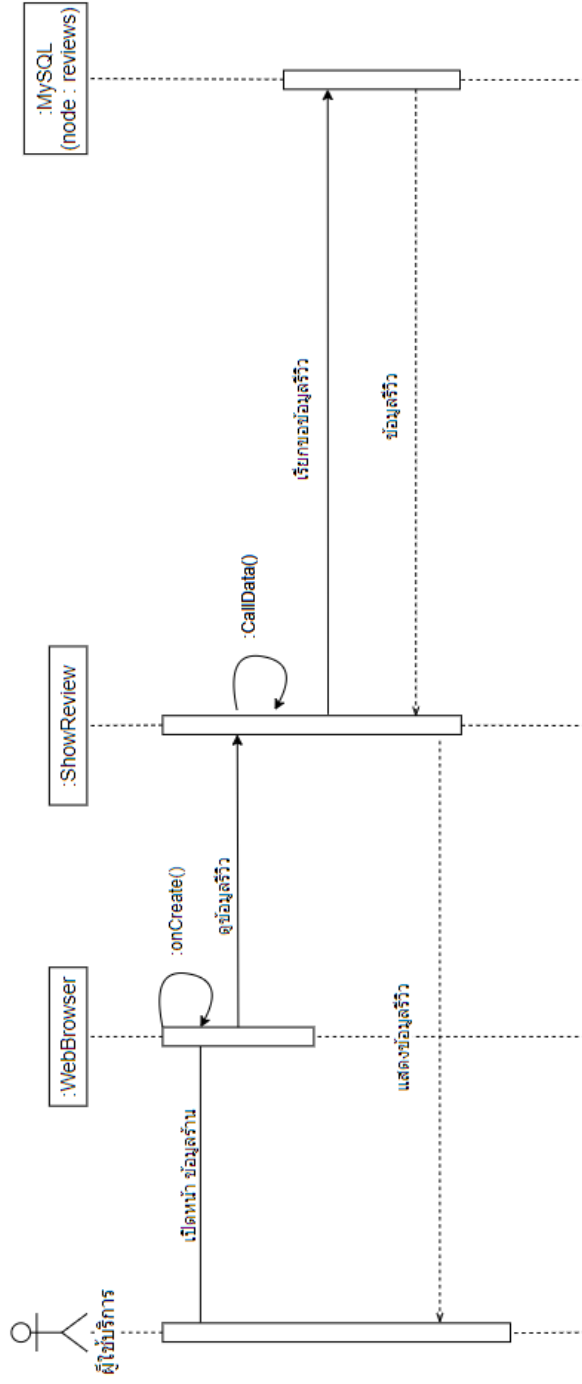 ผู้ใช้บริการ
:WebBrowser
:ShowReview
:MySQL
(node : reviews)
:onCreate()
เปิดหน้า ข้อมูลร้าน
ดูข้อมูลรีวิว
:CallData()
เรียกขอข้อมูลรีวิว
ข้อมูลรีวิว
แสดงข้อมูลรีวิว